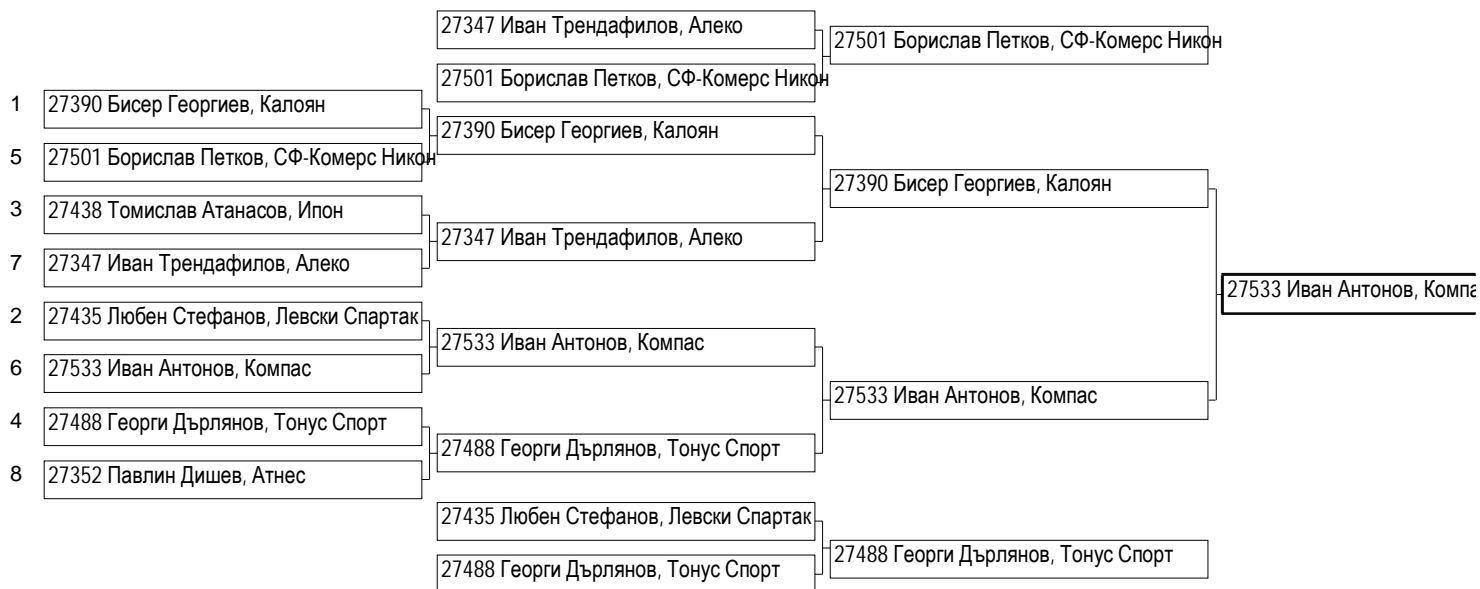 27347 Иван Трендафилов, Алеко
27501 Борислав Петков, СФ-Комерс Никон
27501 Борислав Петков, СФ-Комерс Никон
1 27390 Бисер Георгиев, Калоян
27390 Бисер Георгиев, Калоян
5 27501 Борислав Петков, СФ-Комерс Никон
27390 Бисер Георгиев, Калоян
3 27438 Томислав Атанасов, Ипон
27347 Иван Трендафилов, Алеко
7 27347 Иван Трендафилов, Алеко
27533 Иван Антонов, Компа
2 27435 Любен Стефанов, Левски Спартак
27533 Иван Антонов, Компас
6 27533 Иван Антонов, Компас
27533 Иван Антонов, Компас
4 27488 Георги Дърлянов, Тонус Спорт
27488 Георги Дърлянов, Тонус Спорт
8 27352 Павлин Дишев, Атнес
27435 Любен Стефанов, Левски Спартак
27488 Георги Дърлянов, Тонус Спорт
27488 Георги Дърлянов, Тонус Спорт